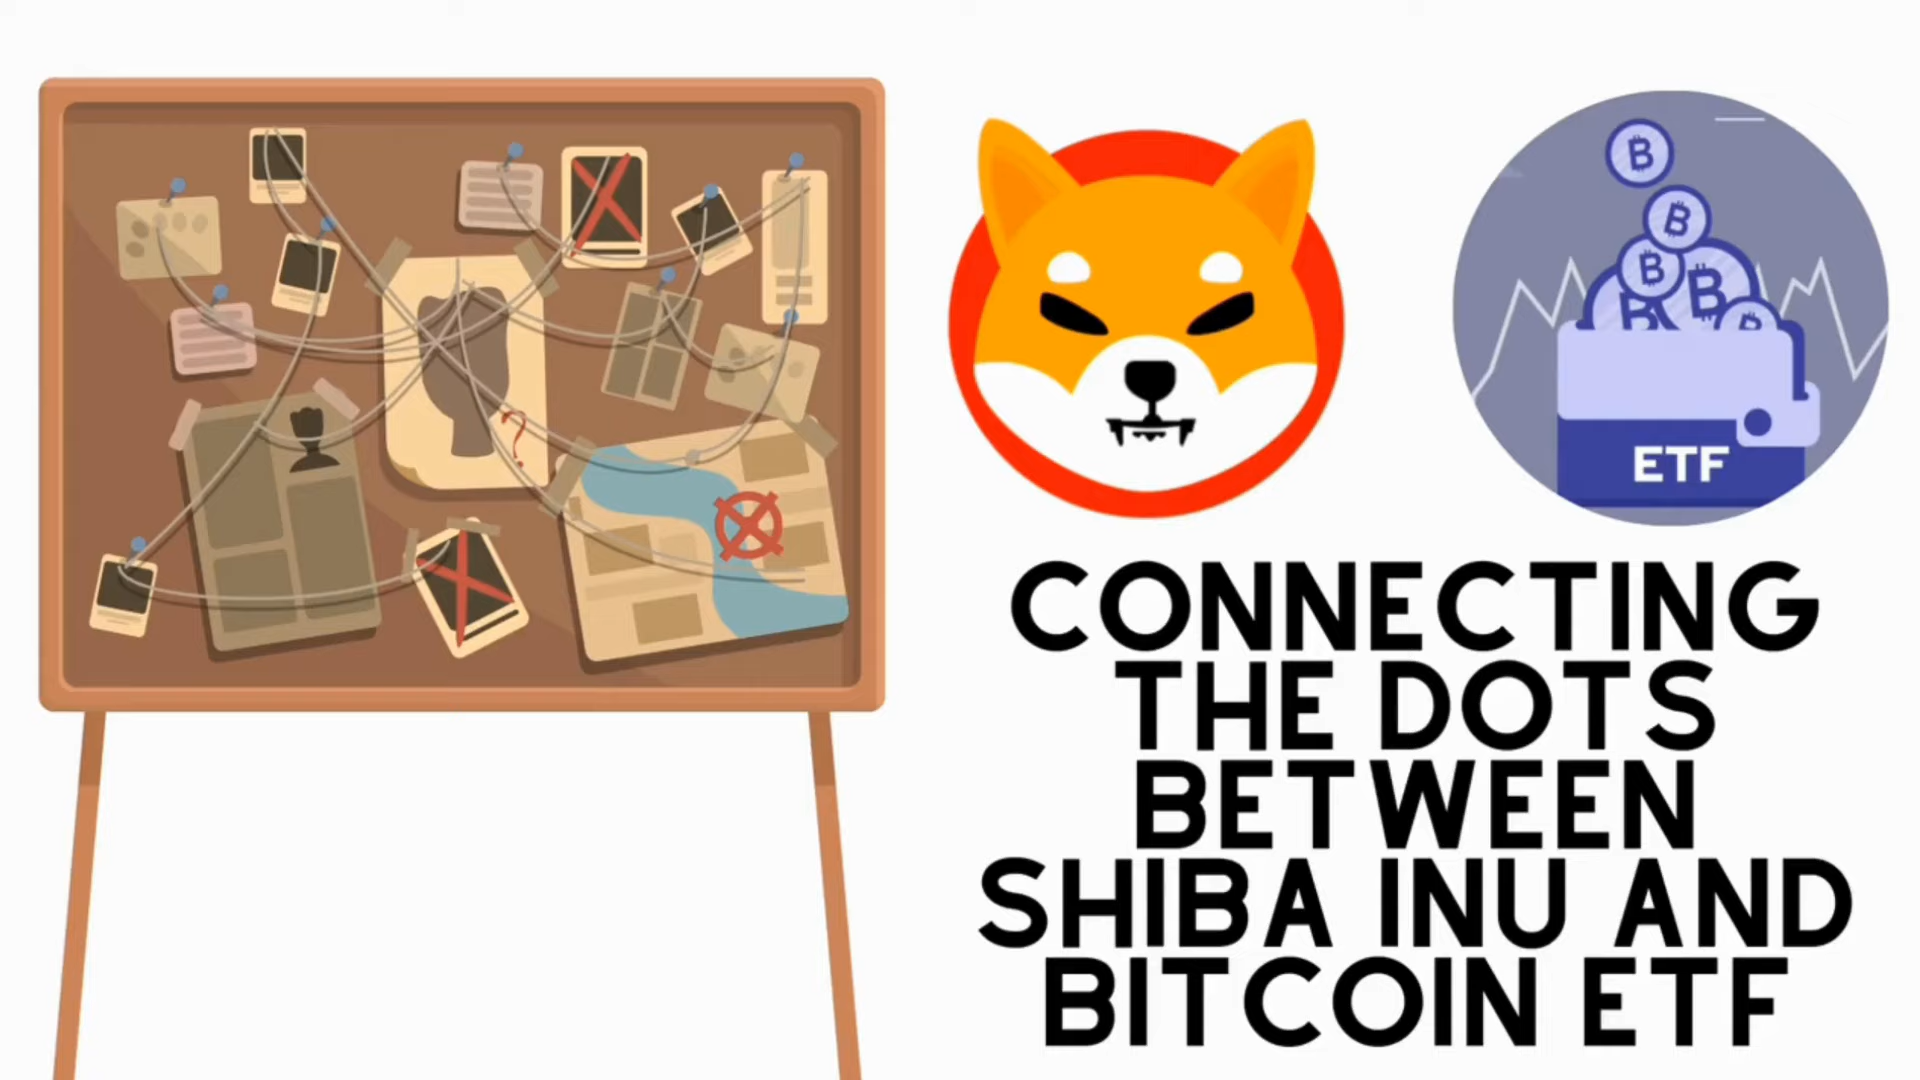 B
B
B
B
B
B
ETF
?
CONNECTING
THE DOTS
BETWEEN
SHIBA INU AND
BITCOIN ETF